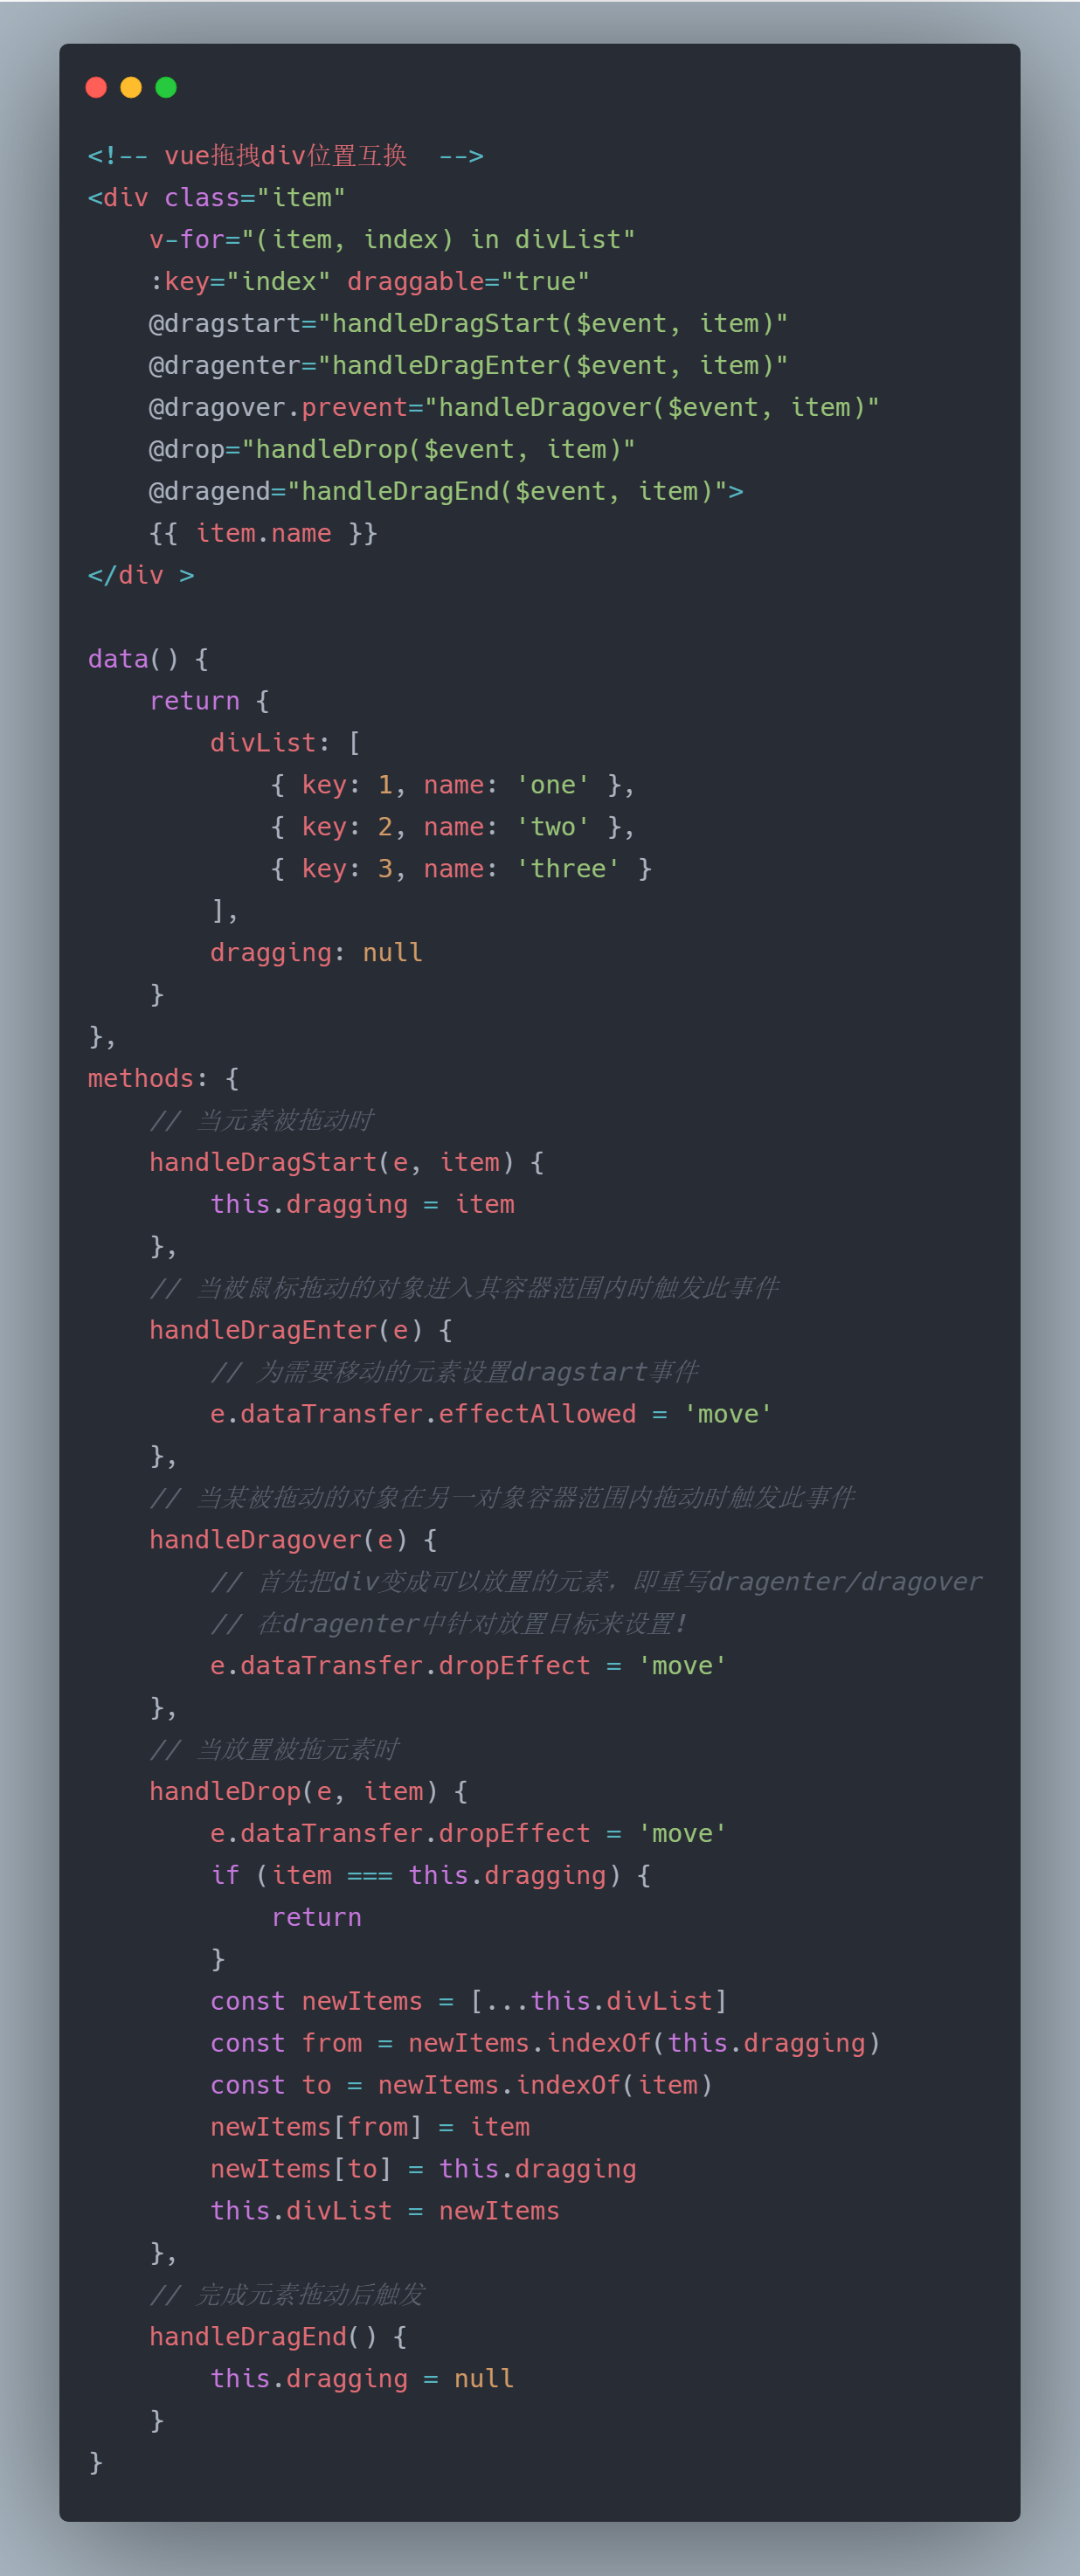 <!-- vue拖拽div位置互换  -->
<div class="item"
    v-for="(item, index) in divList"
    :key="index" draggable="true"
    @dragstart="handleDragStart($event, item)"
    @dragenter="handleDragEnter($event, item)"
    @dragover.prevent="handleDragover($event, item)"
    @drop="handleDrop($event, item)"
    @dragend="handleDragEnd($event, item)">
    {{ item.name }}
</div >

data() {
    return {
        divList: [
            { key: 1, name: 'one' },
            { key: 2, name: 'two' },
            { key: 3, name: 'three' }
        ],
        dragging: null
    }
},
methods: {
    // 当元素被拖动时
    handleDragStart(e, item) {
        this.dragging = item
    },
    // 当被鼠标拖动的对象进入其容器范围内时触发此事件
    handleDragEnter(e) {
        // 为需要移动的元素设置dragstart事件
        e.dataTransfer.effectAllowed = 'move'
    },
    // 当某被拖动的对象在另一对象容器范围内拖动时触发此事件
    handleDragover(e) {
        // 首先把div变成可以放置的元素，即重写dragenter/dragover
        // 在dragenter中针对放置目标来设置!
        e.dataTransfer.dropEffect = 'move'
    },
    // 当放置被拖元素时
    handleDrop(e, item) {
        e.dataTransfer.dropEffect = 'move'
        if (item === this.dragging) {
            return
        }
        const newItems = [...this.divList]
        const from = newItems.indexOf(this.dragging)
        const to = newItems.indexOf(item)
        newItems[from] = item
        newItems[to] = this.dragging
        this.divList = newItems
    },
    // 完成元素拖动后触发
    handleDragEnd() {
        this.dragging = null
    }
}